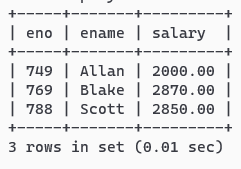 +-----+-------+---------+
| eno | ename | salary  |
+-----+-------+---------+
| 749 | Allan | 2000.00 |
| 769 | Blake | 2870.00 |
| 788 | Scott | 2850.00 |
+-----+-------+---------+
3 rows in set (0.01 sec)